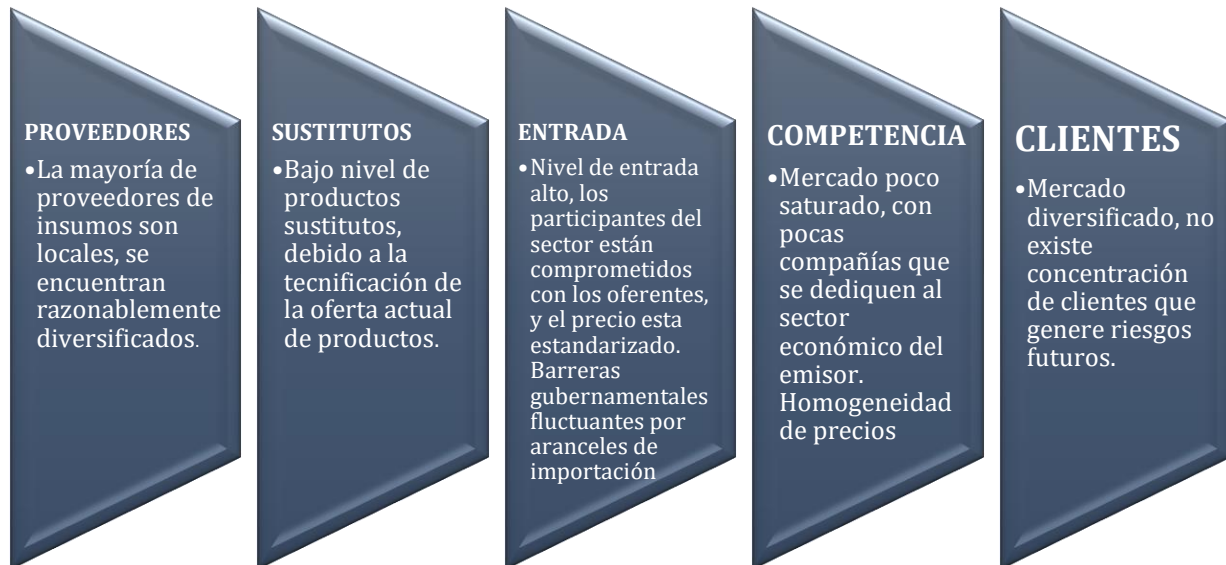 PROVEEDORES
•La mayoría de
proveedores de
insumos son
locales, se
encuentran
razonablemente
diversificados.
SUSTITUTOS
•Bajo nivel de
productos
sustitutos,
debido a la
tecnificación de
la oferta actual
de productos.
ENTRADA
•Nivel de entrada
alto, los
participantes del
sector están
comprometidos
con los oferentes,
y el precio esta
estandarizado.
Barreras
gubernamentales
fluctuantes por
aranceles de
importación
COMPETENCIA
•Mercado poco
saturado, con
pocas
compañías que
se dediquen al
sector
económico del
emisor.
Homogeneidad
de precios
CLIENTES
•Mercado
diversificado, no
existe
concentración
de clientes que
genere riesgos
futuros.